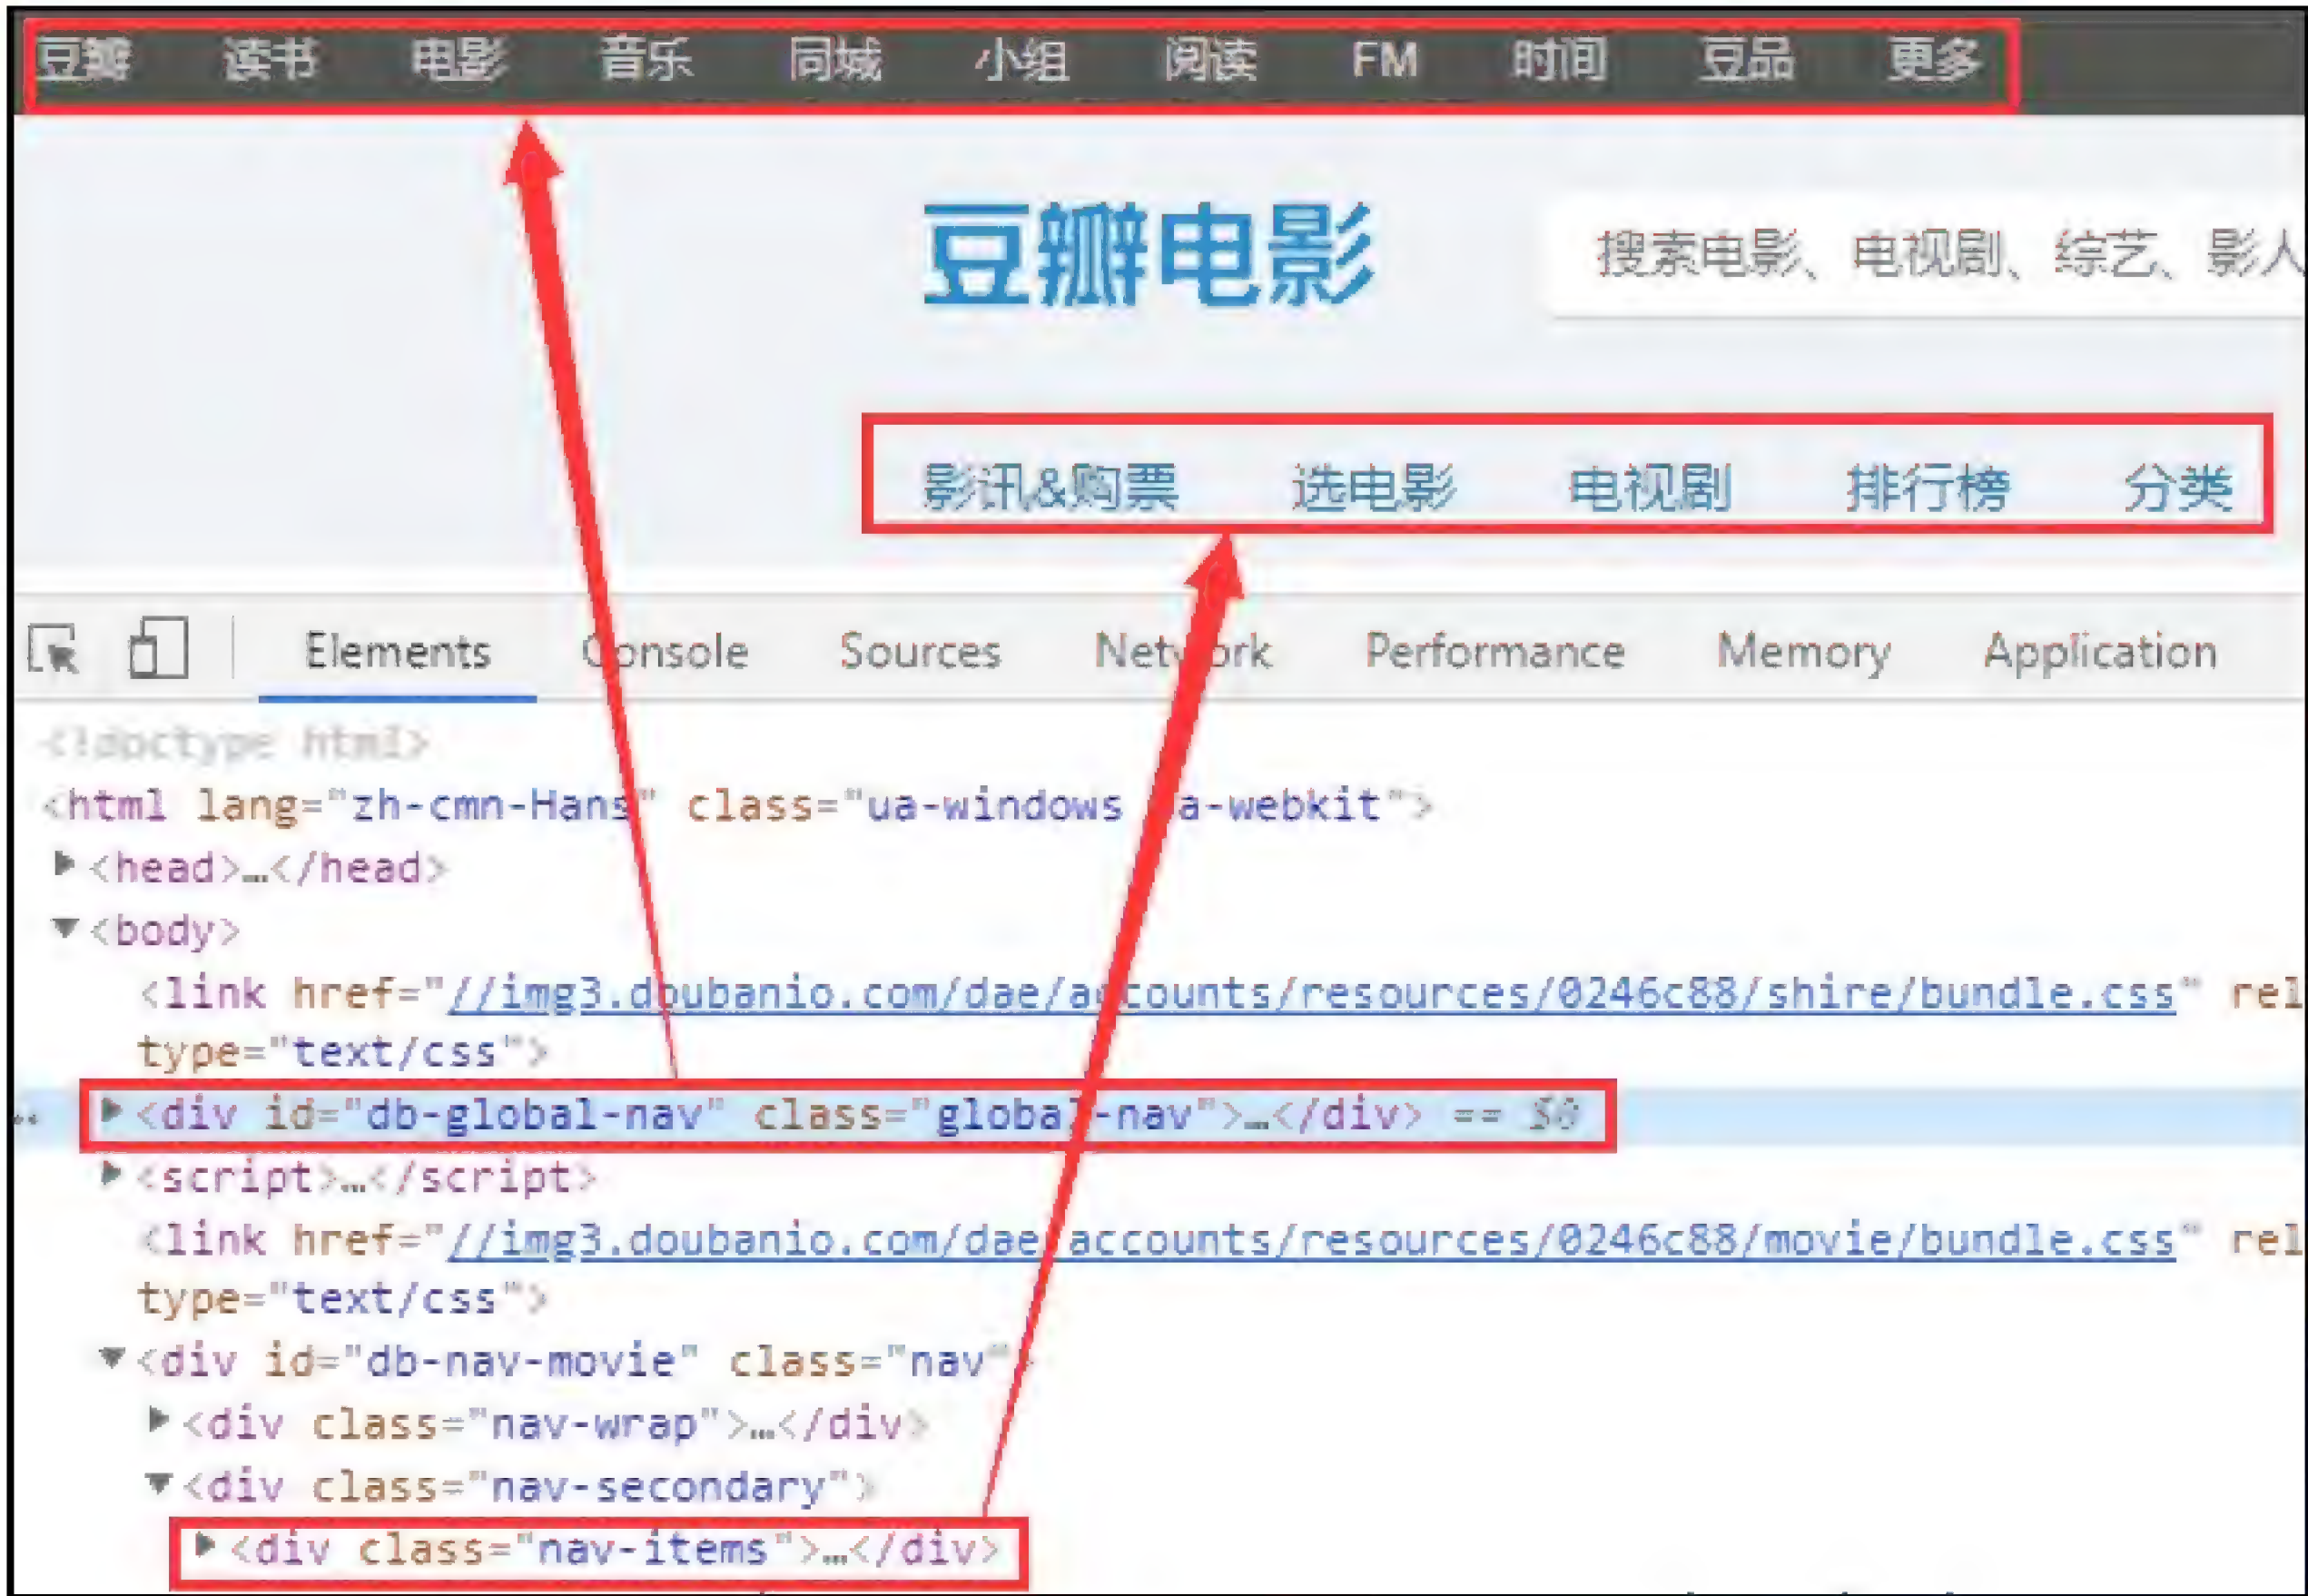 豆瓣 读书 电影 音乐 同城 小组 阅读 FM 时间 豆品 更多
豆瓣电影 搜索电影、电视剧、综艺、影人
影讯&购票 选电影 电视剧 排行榜 分类
Elements Console Sources Network Performance Memory Application
<!doctype html>
<html lang="zh-cmn-Hans" class="ua-windows ua-webkit">
<head>…</head>
<body>
<link href="//img3.doubanio.com/dae/accounts/resources/0246c88/shire/bundle.css" rel
type="text/css">
<div id="db-global-nav" class="global-nav">…</div> == $0
<script>…</script>
<link href="//img3.doubanio.com/dae/accounts/resources/0246c88/movie/bundle.css" rel
type="text/css">
<div id="db-nav-movie" class="nav">
<div class="nav-wrap">…</div>
<div class="nav-secondary">
<div class="nav-items">…</div>